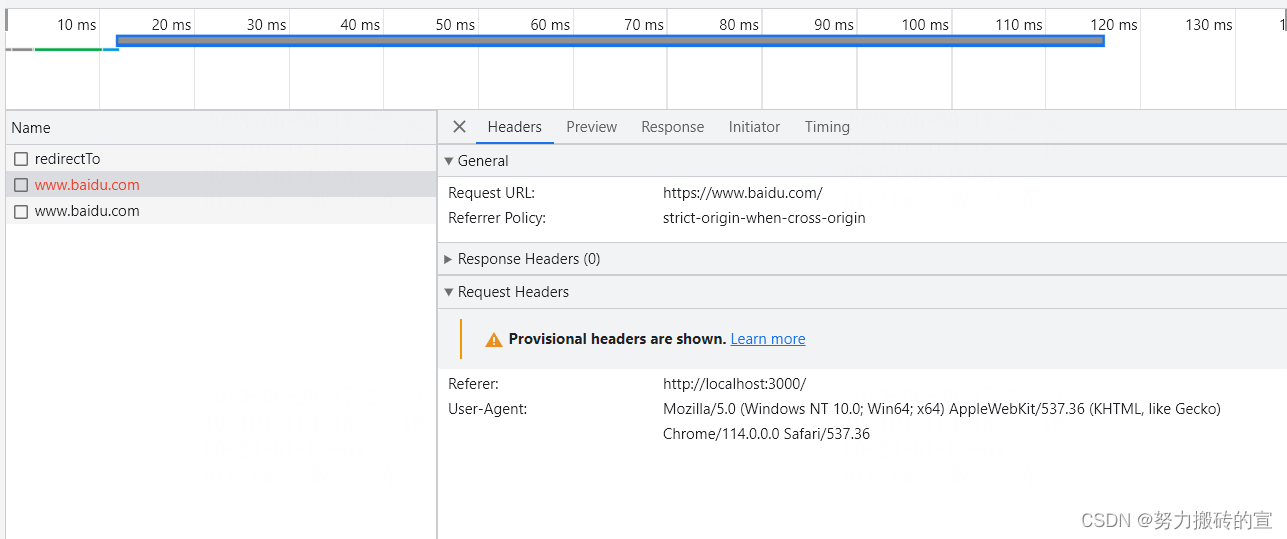 10 ms 20 ms 30 ms 40 ms 50 ms 60 ms 70 ms 80 ms 90 ms 100 ms 110 ms 120 ms 130 ms 1
Name
Headers Preview Response Initiator Timing
redirectTo
www.baidu.com
www.baidu.com
General
Request URL: https://www.baidu.com/
Referrer Policy: strict-origin-when-cross-origin
Response Headers (0)
Request Headers
Provisional headers are shown. Learn more
Referer: http://localhost:3000/
User-Agent: Mozilla/5.0 (Windows NT 10.0; Win64; x64) AppleWebKit/537.36 (KHTML, like Gecko)
Chrome/114.0.0.0 Safari/537.36
CSDN @努力搬砖的宣